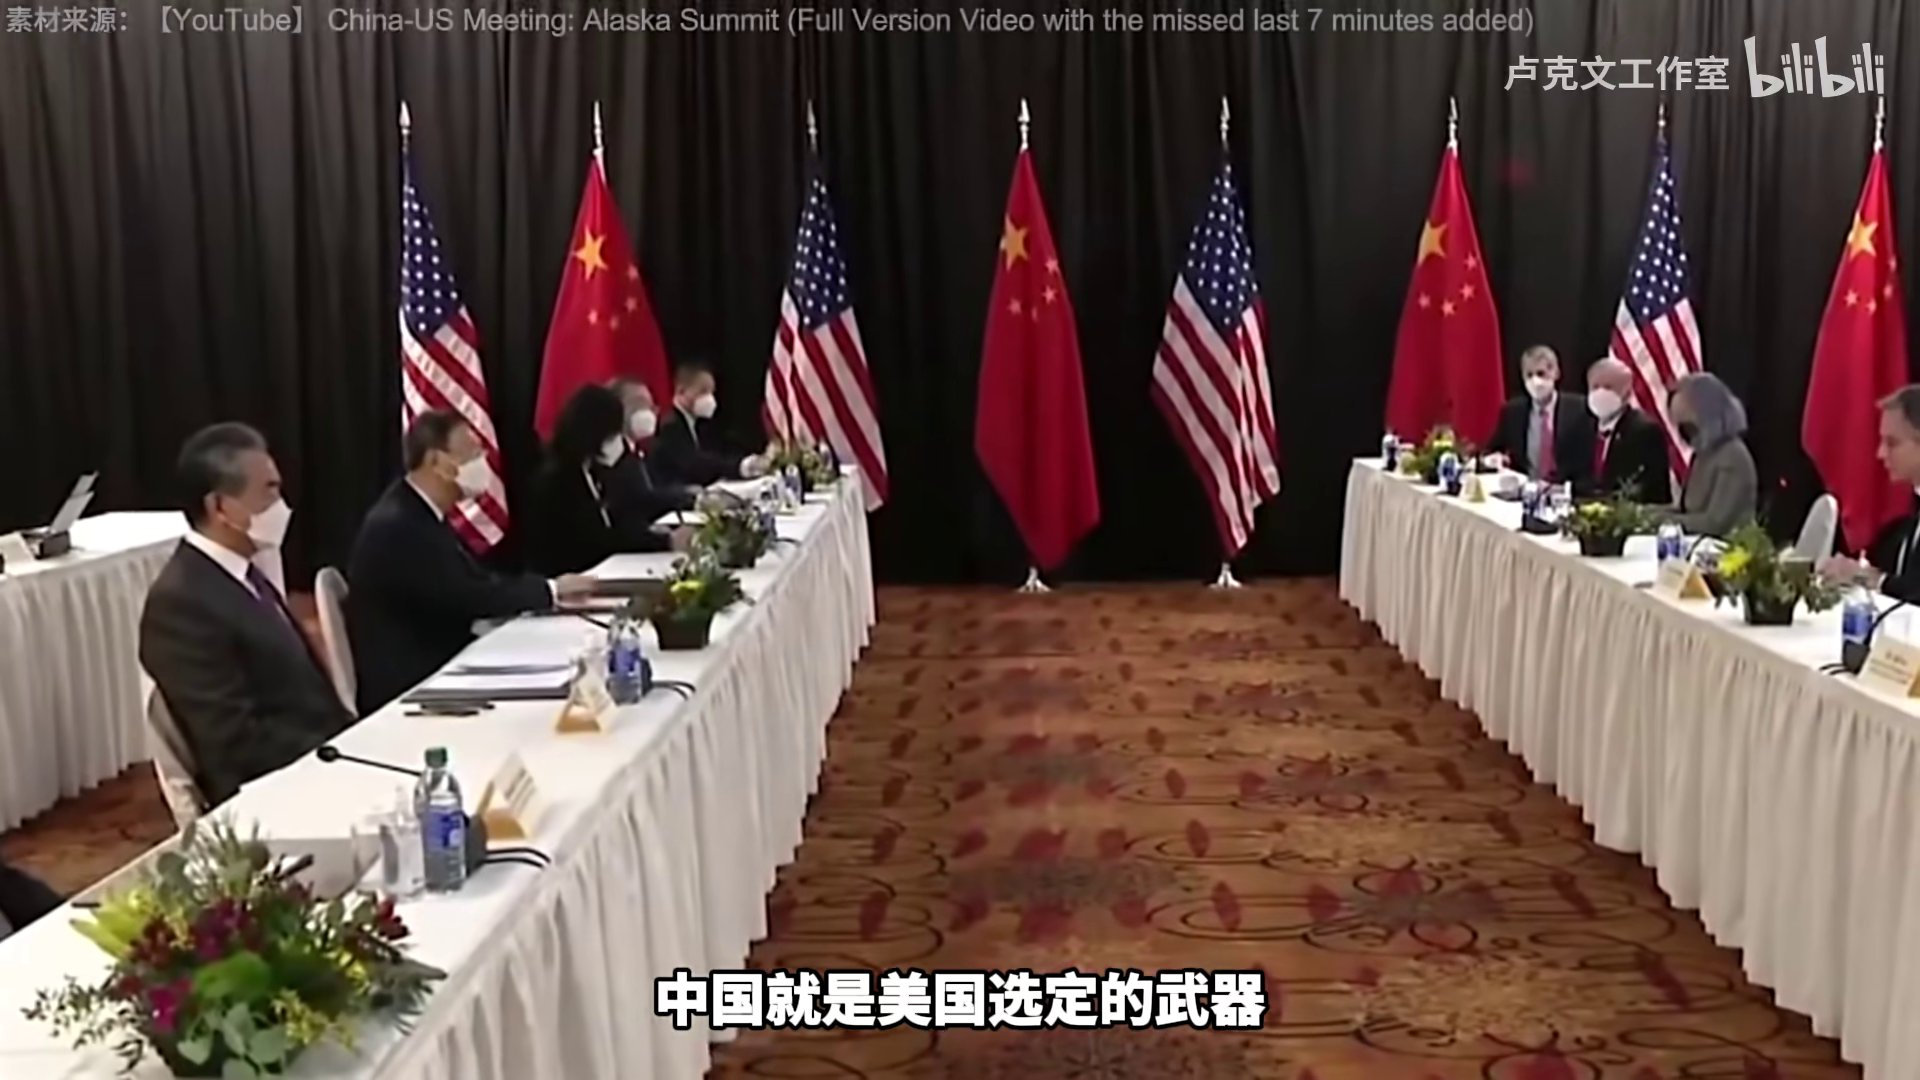 素材来源：【YouTube】 China-US Meeting: Alaska Summit (Full Version Video with the missed last 7 minutes added)
卢克文工作室 bilibili
中国就是美国选定的武器